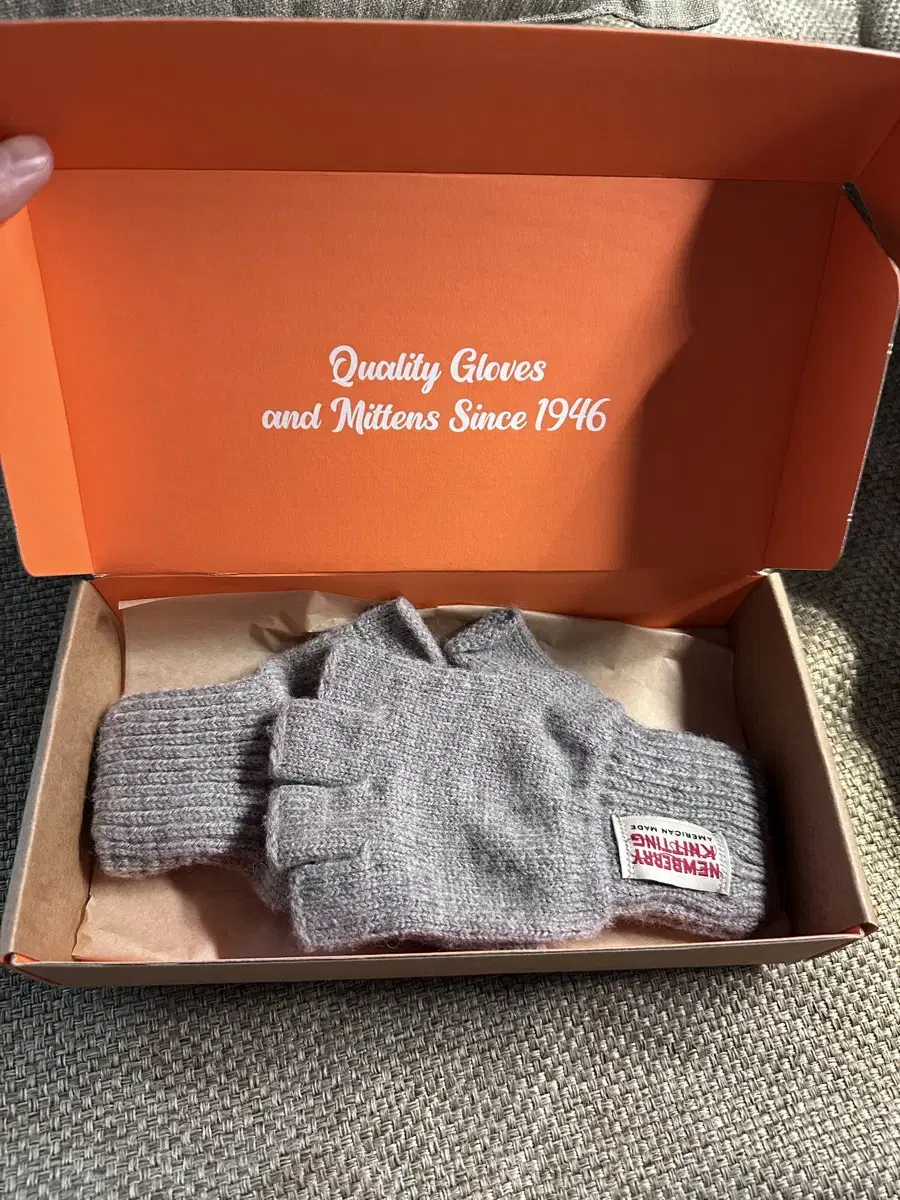 Quality Gloves
and Mittens Since 1946
NEWBERRY
KNITTING
AMERICAN MADE